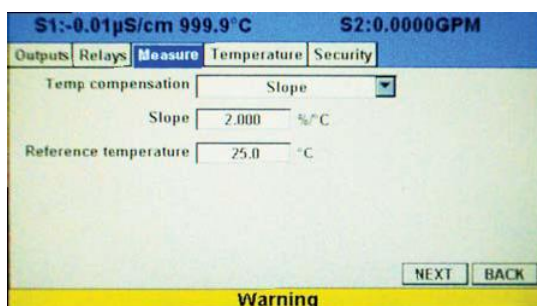 S1:-0.01µS/cm 999.9°C S2:0.0000GPM
Outputs Relays Measure Temperature Security
Temp compensation Slope
Slope 2.000 %/°C
Reference temperature 25.0 °C
NEXT BACK
Warning